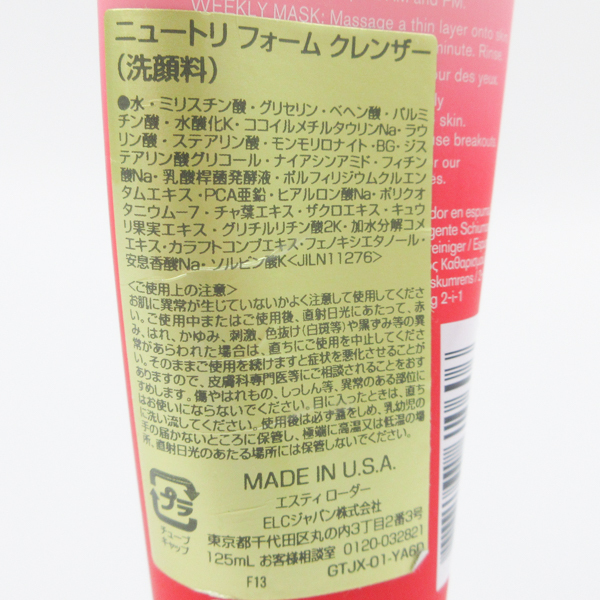 WEEKLY MASK: Massage a thin layer onto
PM.
minute. Rinse.
our des yeux.
skin.
use breakouts.
our
dor en espuma
gente Schium
reiniger / Esp
ς Καθαρισμ
skumrens /
ニュートリ フォーム クレンザー
(洗顔料)
●水・ミリスチン酸・グリセリン・ベヘン酸・パルミ
チン酸・水酸化K・ココイルメチルタウリンNa・ラウ
リン酸・ステアリン酸・モンモリロナイト・BG・ジス
テアリン酸グリコール・ナイアシンアミド・フィチン
酸Na・乳酸桿菌発酵液・ポルフィリジウムクルエン
タムエキス・PCA亜鉛・ヒアルロン酸Na・ポリクオ
タニウム-7・チャ葉エキス・ザクロエキス・キュウ
リ果実エキス・グリチルリチン酸2K・加水分解コメ
エキス・カラフトコンブエキス・フェノキシエタノール・
安息香酸Na・ソルビン酸K<JILN11276>
<ご使用上の注意>
お肌に異常が生じていないかよく注意して使用してくださ
い。ご使用中またはご使用後、直射日光にあたって、赤
み、はれ、かゆみ、刺激、色抜け(白斑等)や黒ずみ等の異
常があらわれた場合は、直ちにご使用を中止してくださ
い。そのままご使用を続けますと症状を悪化させることが
ありますので、皮膚科専門医等にご相談されることをおす
すめします。傷やはれもの、しっしん等、異常のある部位に
はお使いにならないでください。目に入ったときは、直ち
に洗い流してください。使用後は必ず蓋をしめ、乳幼児の
手の届かないところに保管し、極端に高温又は低温の場
所、直射日光のあたる場所には保管しないでください。
プラ
チューブ
キャップ
MADE IN U.S.A.
エスティ ローダー
ELCジャパン株式会社
東京都千代田区丸の内3丁目2番3号
125mL お客様相談室 0120-032821
F13
GTJX-01-YA60